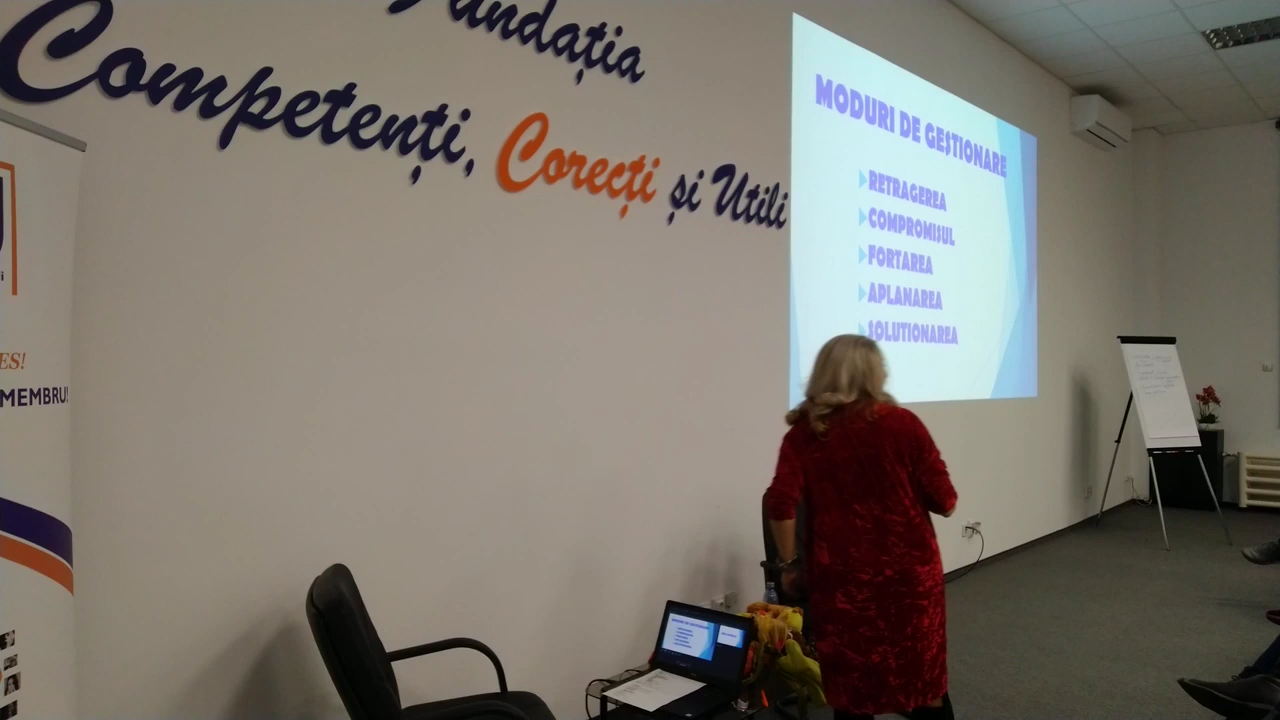 Fundația
Competenți, Corecți și Utili
MODURI DE GESTIONARE
RETRAGEREA
COMPROMISUL
FORTAREA
APLANAREA
SOLUTIONAREA
ES!
MEMBRU!